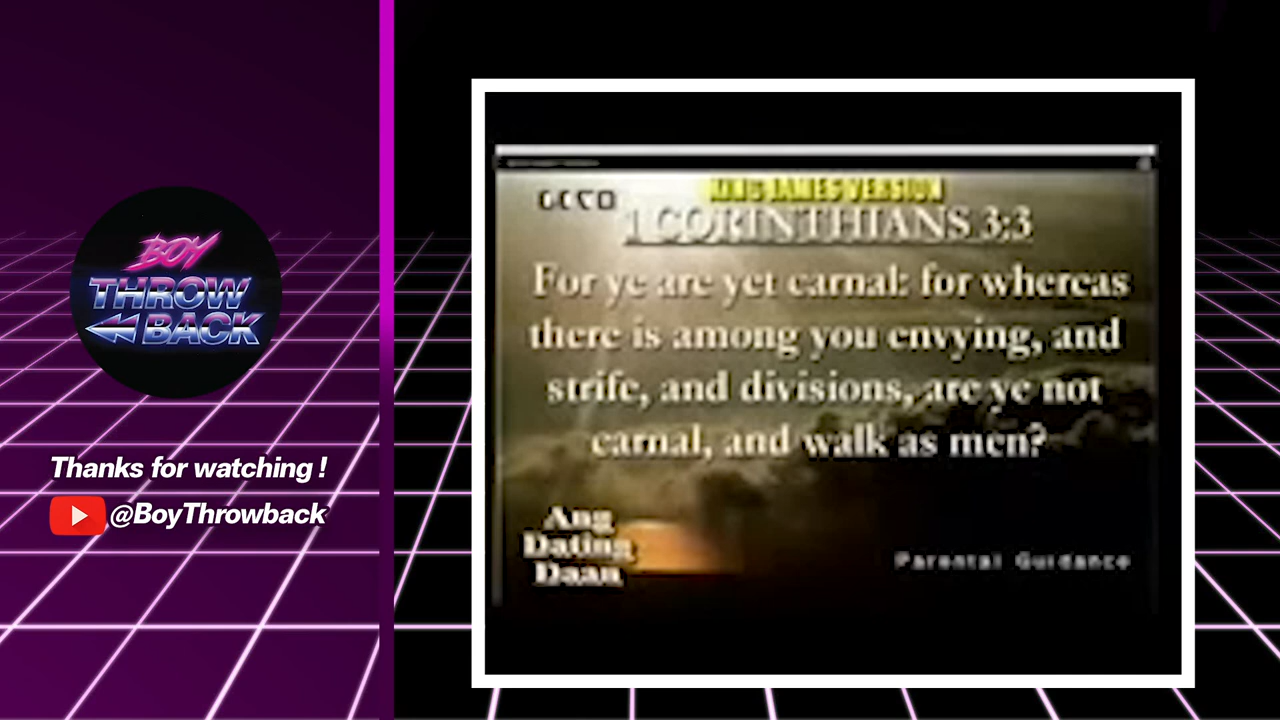 BOY
THROW
BACK
Thanks for watching !
@BoyThrowback
KING JAMES VERSION
1 CORINTHIANS 3:3
For ye are yet carnal: for whereas
there is among you envying, and
strife, and divisions, are ye not
carnal, and walk as men?
Ang
Dating
Daan
Parental Guidance